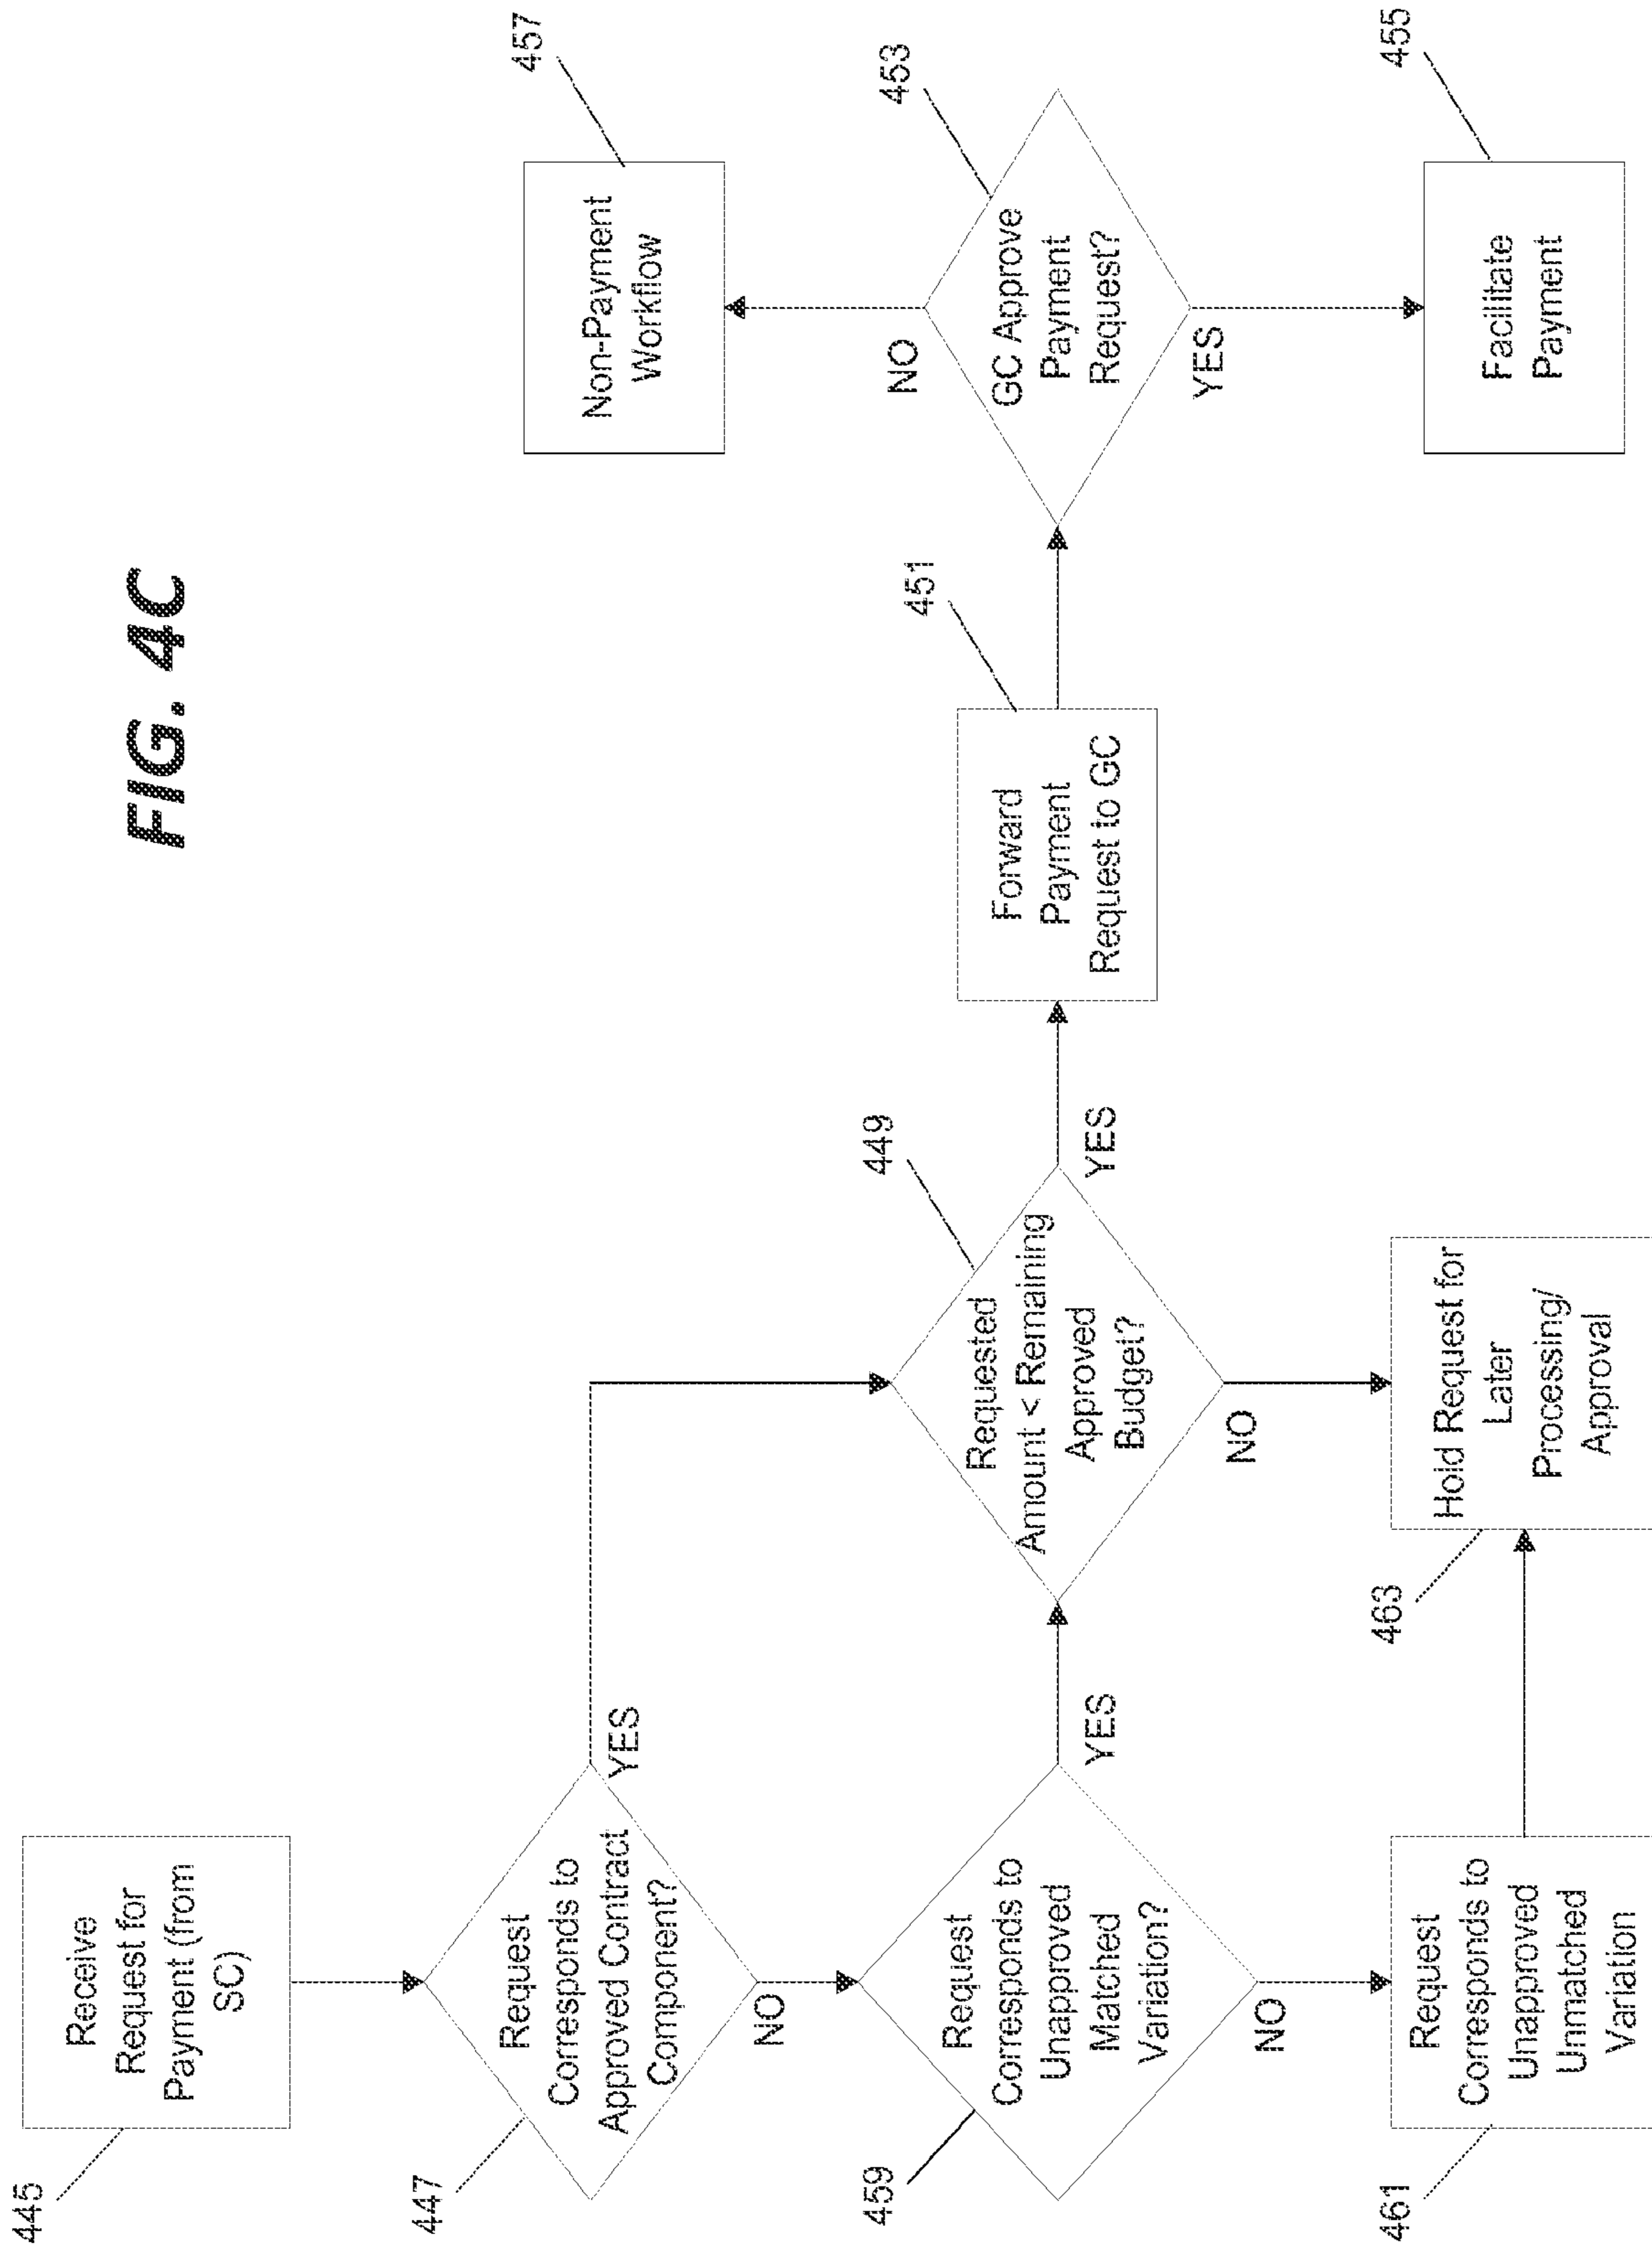 FIG. 4C
445
Receive
Request for
Payment (from
SC)
447
Request
Corresponds to
Approved Contract
Component?
YES
NO
459
Request
Corresponds to
Unapproved
Matched
Variation?
YES
NO
461
Request
Corresponds to
Unapproved
Unmatched
Variation
449
Requested
Amount < Remaining
Approved
Budget?
YES
NO
463
Hold Request for
Later
Processing/
Approval
451
Forward
Payment
Request to GC
453
GC Approve
Payment
Request?
NO
YES
457
Non-Payment
Workflow
455
Facilitate
Payment